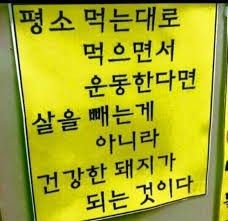 평소 먹는대로
먹으면서
운동한다면
살을 빼는게
아니라
건강한 돼지가
되는 것이다